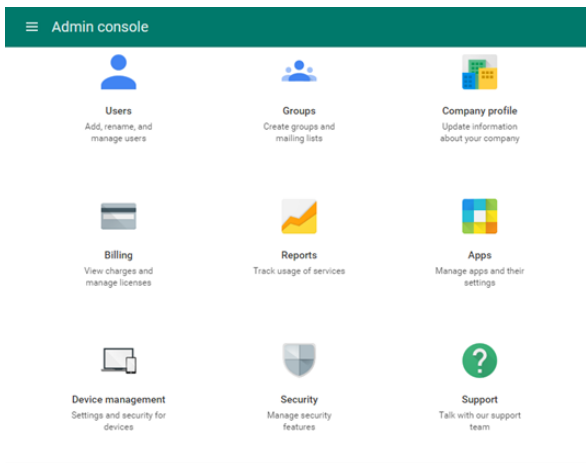 Admin console
Users
Add, rename, and
manage users
Groups
Create groups and
mailing lists
Company profile
Update information
about your company
Billing
View charges and
manage licenses
Reports
Track usage of services
Apps
Manage apps and their
settings
Device management
Settings and security for
devices
Security
Manage security
features
Support
Talk with our support
team